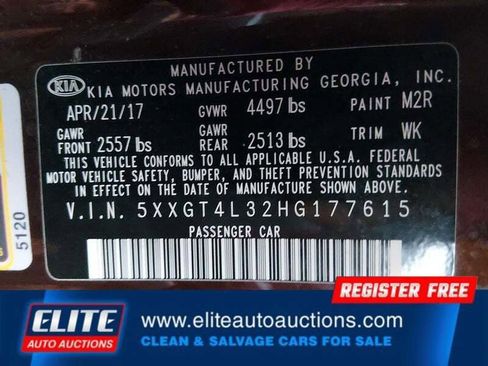 MANUFACTURED BY
KIA KIA MOTORS MANUFACTURING GEORGIA, INC.
APR/21/17 GVWR 4497 lbs PAINT M2R
GAWR FRONT 2557 lbs GAWR REAR 2513 lbs TRIM WK
THIS VEHICLE CONFORMS TO ALL APPLICABLE U.S.A. FEDERAL
MOTOR VEHICLE SAFETY, BUMPER, AND THEFT PREVENTION STANDARDS
IN EFFECT ON THE DATE OF MANUFACTURE SHOWN ABOVE.
V.I.N. 5XXGT4L32HG177615
PASSENGER CAR
5120
REGISTER FREE
ELITE
AUTO AUCTIONS
www.eliteautoauctions.com
CLEAN & SALVAGE CARS FOR SALE